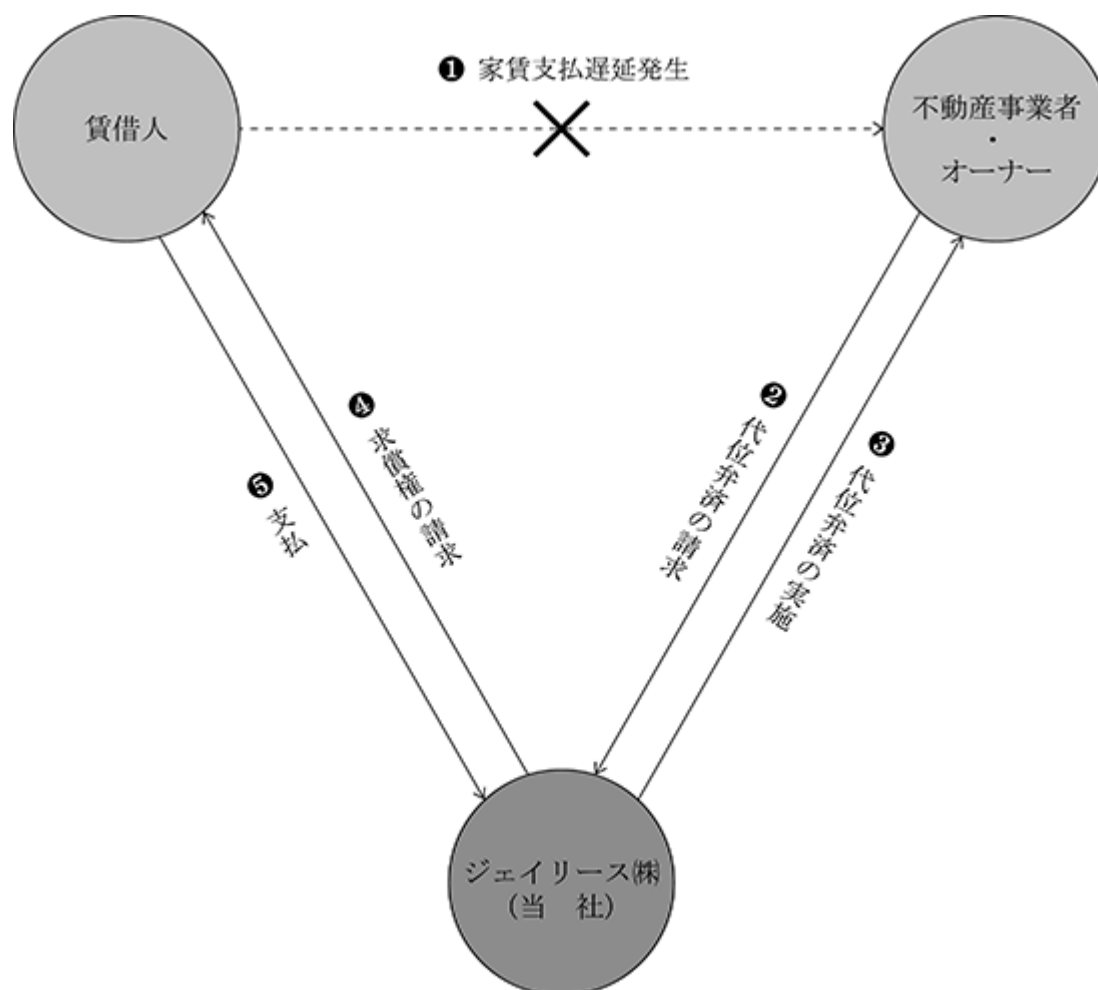 ❶ 家賃支払遅延発生
賃借人
不動産事業者
・
オーナー
❷ 代位弁済の請求
❸ 代位弁済の実施
❹ 求償権の請求
❺ 支払
ジェイリース㈱
(当　社)